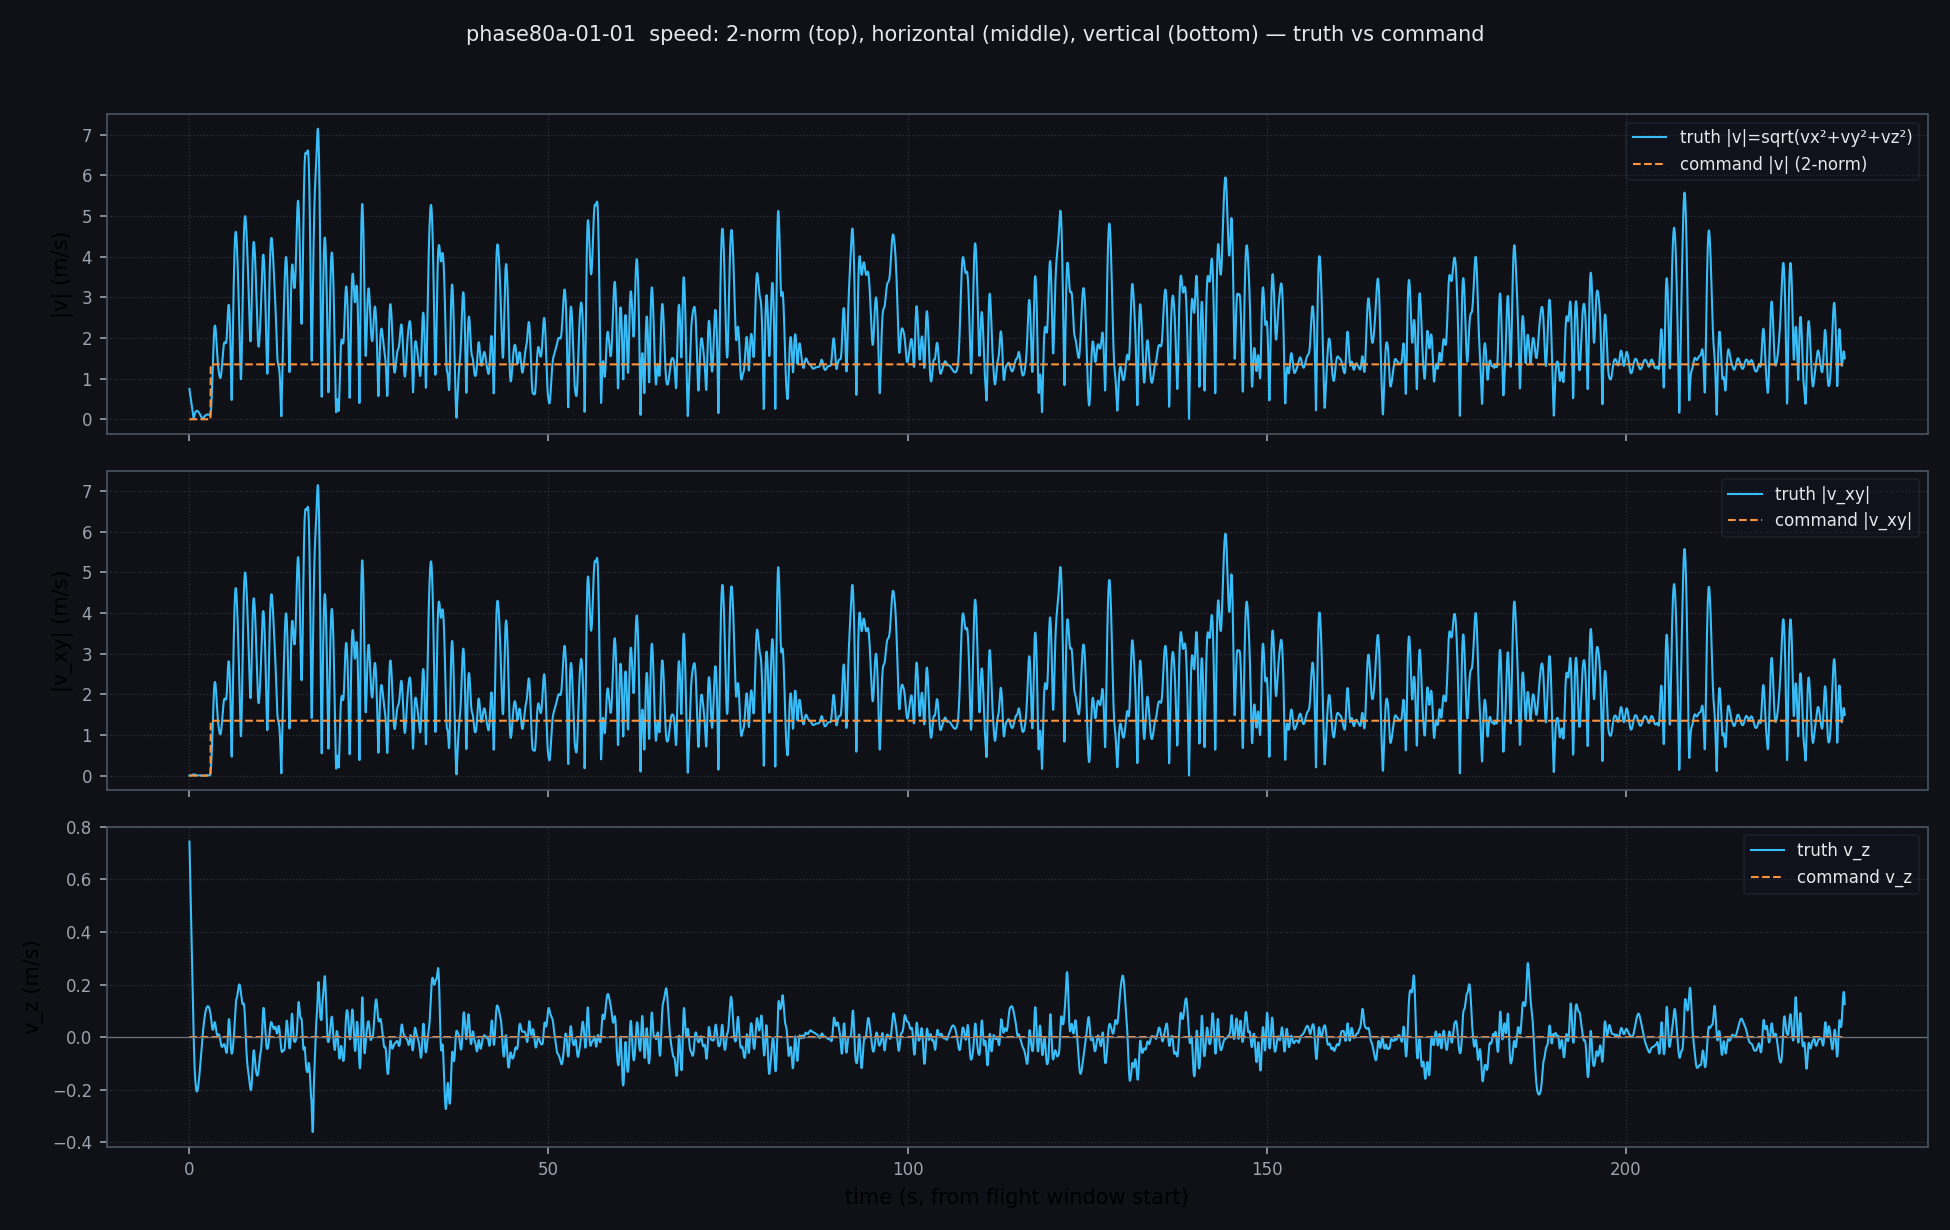 phase80a-01-01  speed: 2-norm (top), horizontal (middle), vertical (bottom) — truth vs command
|v| (m/s)
7
6
5
4
3
2
1
0
truth |v|=sqrt(vx²+vy²+vz²)
command |v| (2-norm)
|v_xy| (m/s)
7
6
5
4
3
2
1
0
truth |v_xy|
command |v_xy|
v_z (m/s)
0.8
0.6
0.4
0.2
0.0
−0.2
−0.4
truth v_z
command v_z
0
50
100
150
200
time (s, from flight window start)